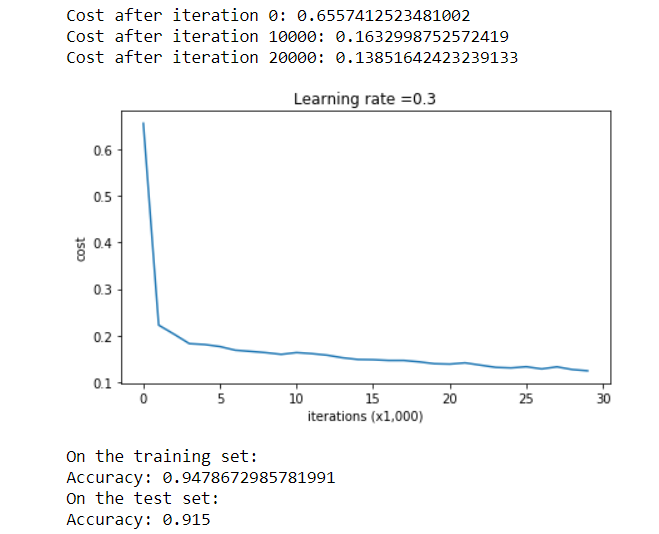 Cost after iteration 0: 0.6557412523481002
Cost after iteration 10000: 0.1632998752572419
Cost after iteration 20000: 0.13851642423239133
Learning rate =0.3
0.6
0.5
0.4
0.3
0.2
0.1
cost
0 5 10 15 20 25 30
iterations (x1,000)
On the training set:
Accuracy: 0.9478672985781991
On the test set:
Accuracy: 0.915